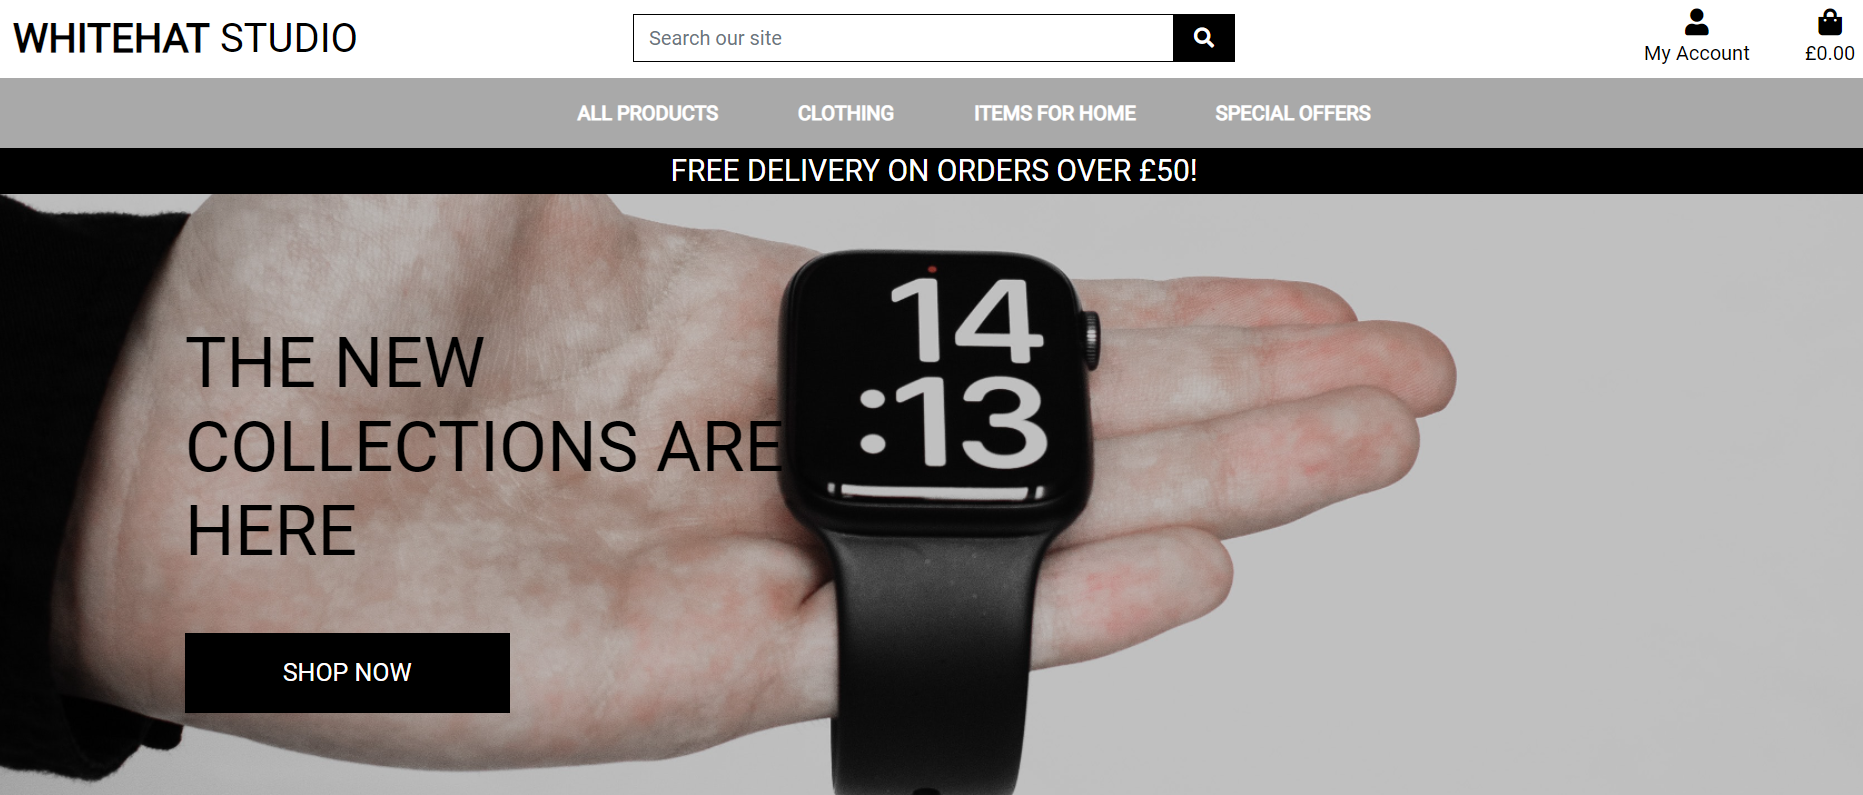 WHITEHAT STUDIO
Search our site
My Account
£0.00
ALL PRODUCTS CLOTHING ITEMS FOR HOME SPECIAL OFFERS
FREE DELIVERY ON ORDERS OVER £50!
14
:13
THE NEW
COLLECTIONS ARE
HERE
SHOP NOW